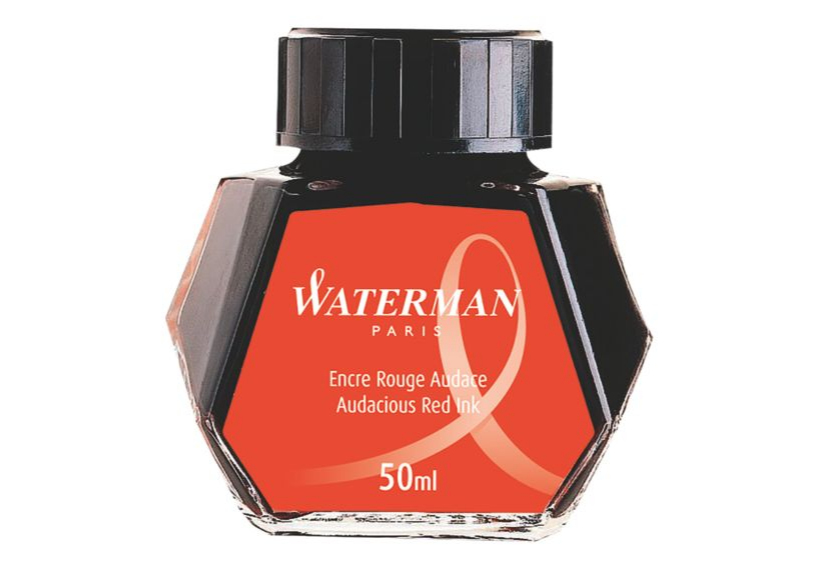 WATERMAN
PARIS
Encre Rouge Audace
Audacious Red Ink
50ml